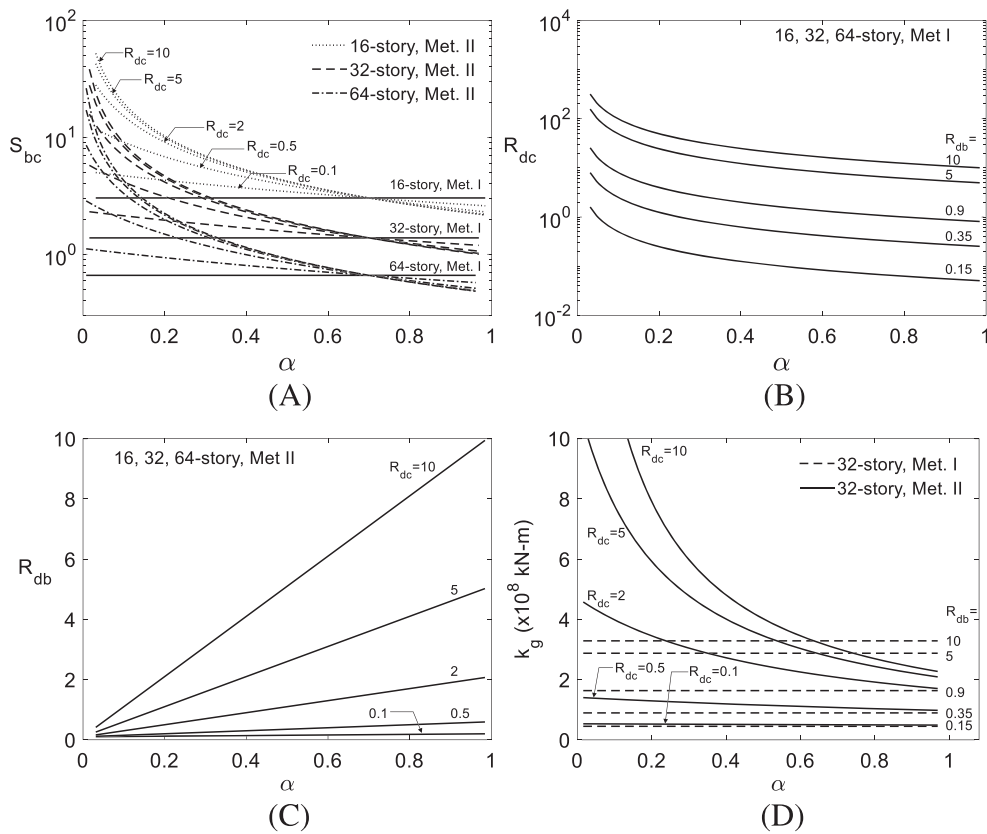 10^2
10^1
10^0
S_bc
R_dc=10
R_dc=5
R_dc=2
R_dc=0.5
R_dc=0.1
16-story, Met. II
32-story, Met. II
64-story, Met. II
16-story, Met. I
32-story, Met. I
64-story, Met. I
0 0.2 0.4 0.6 0.8 1
α
(A)
16, 32, 64-story, Met I
10^4
10^2
10^0
10^-2
R_dc
R_db=
10
5
0.9
0.35
0.15
0 0.2 0.4 0.6 0.8 1
α
(B)
16, 32, 64-story, Met II
10
8
6
4
2
0
R_db
R_dc=10
5
2
0.1
0.5
0 0.2 0.4 0.6 0.8 1
α
(C)
10
8
6
4
2
0
k_g (x10^8 kN-m)
R_dc=10
R_dc=5
R_dc=2
R_dc=0.5
R_dc=0.1
32-story, Met. I
32-story, Met. II
R_db=
10
5
0.9
0.35
0.15
0 0.2 0.4 0.6 0.8 1
α
(D)